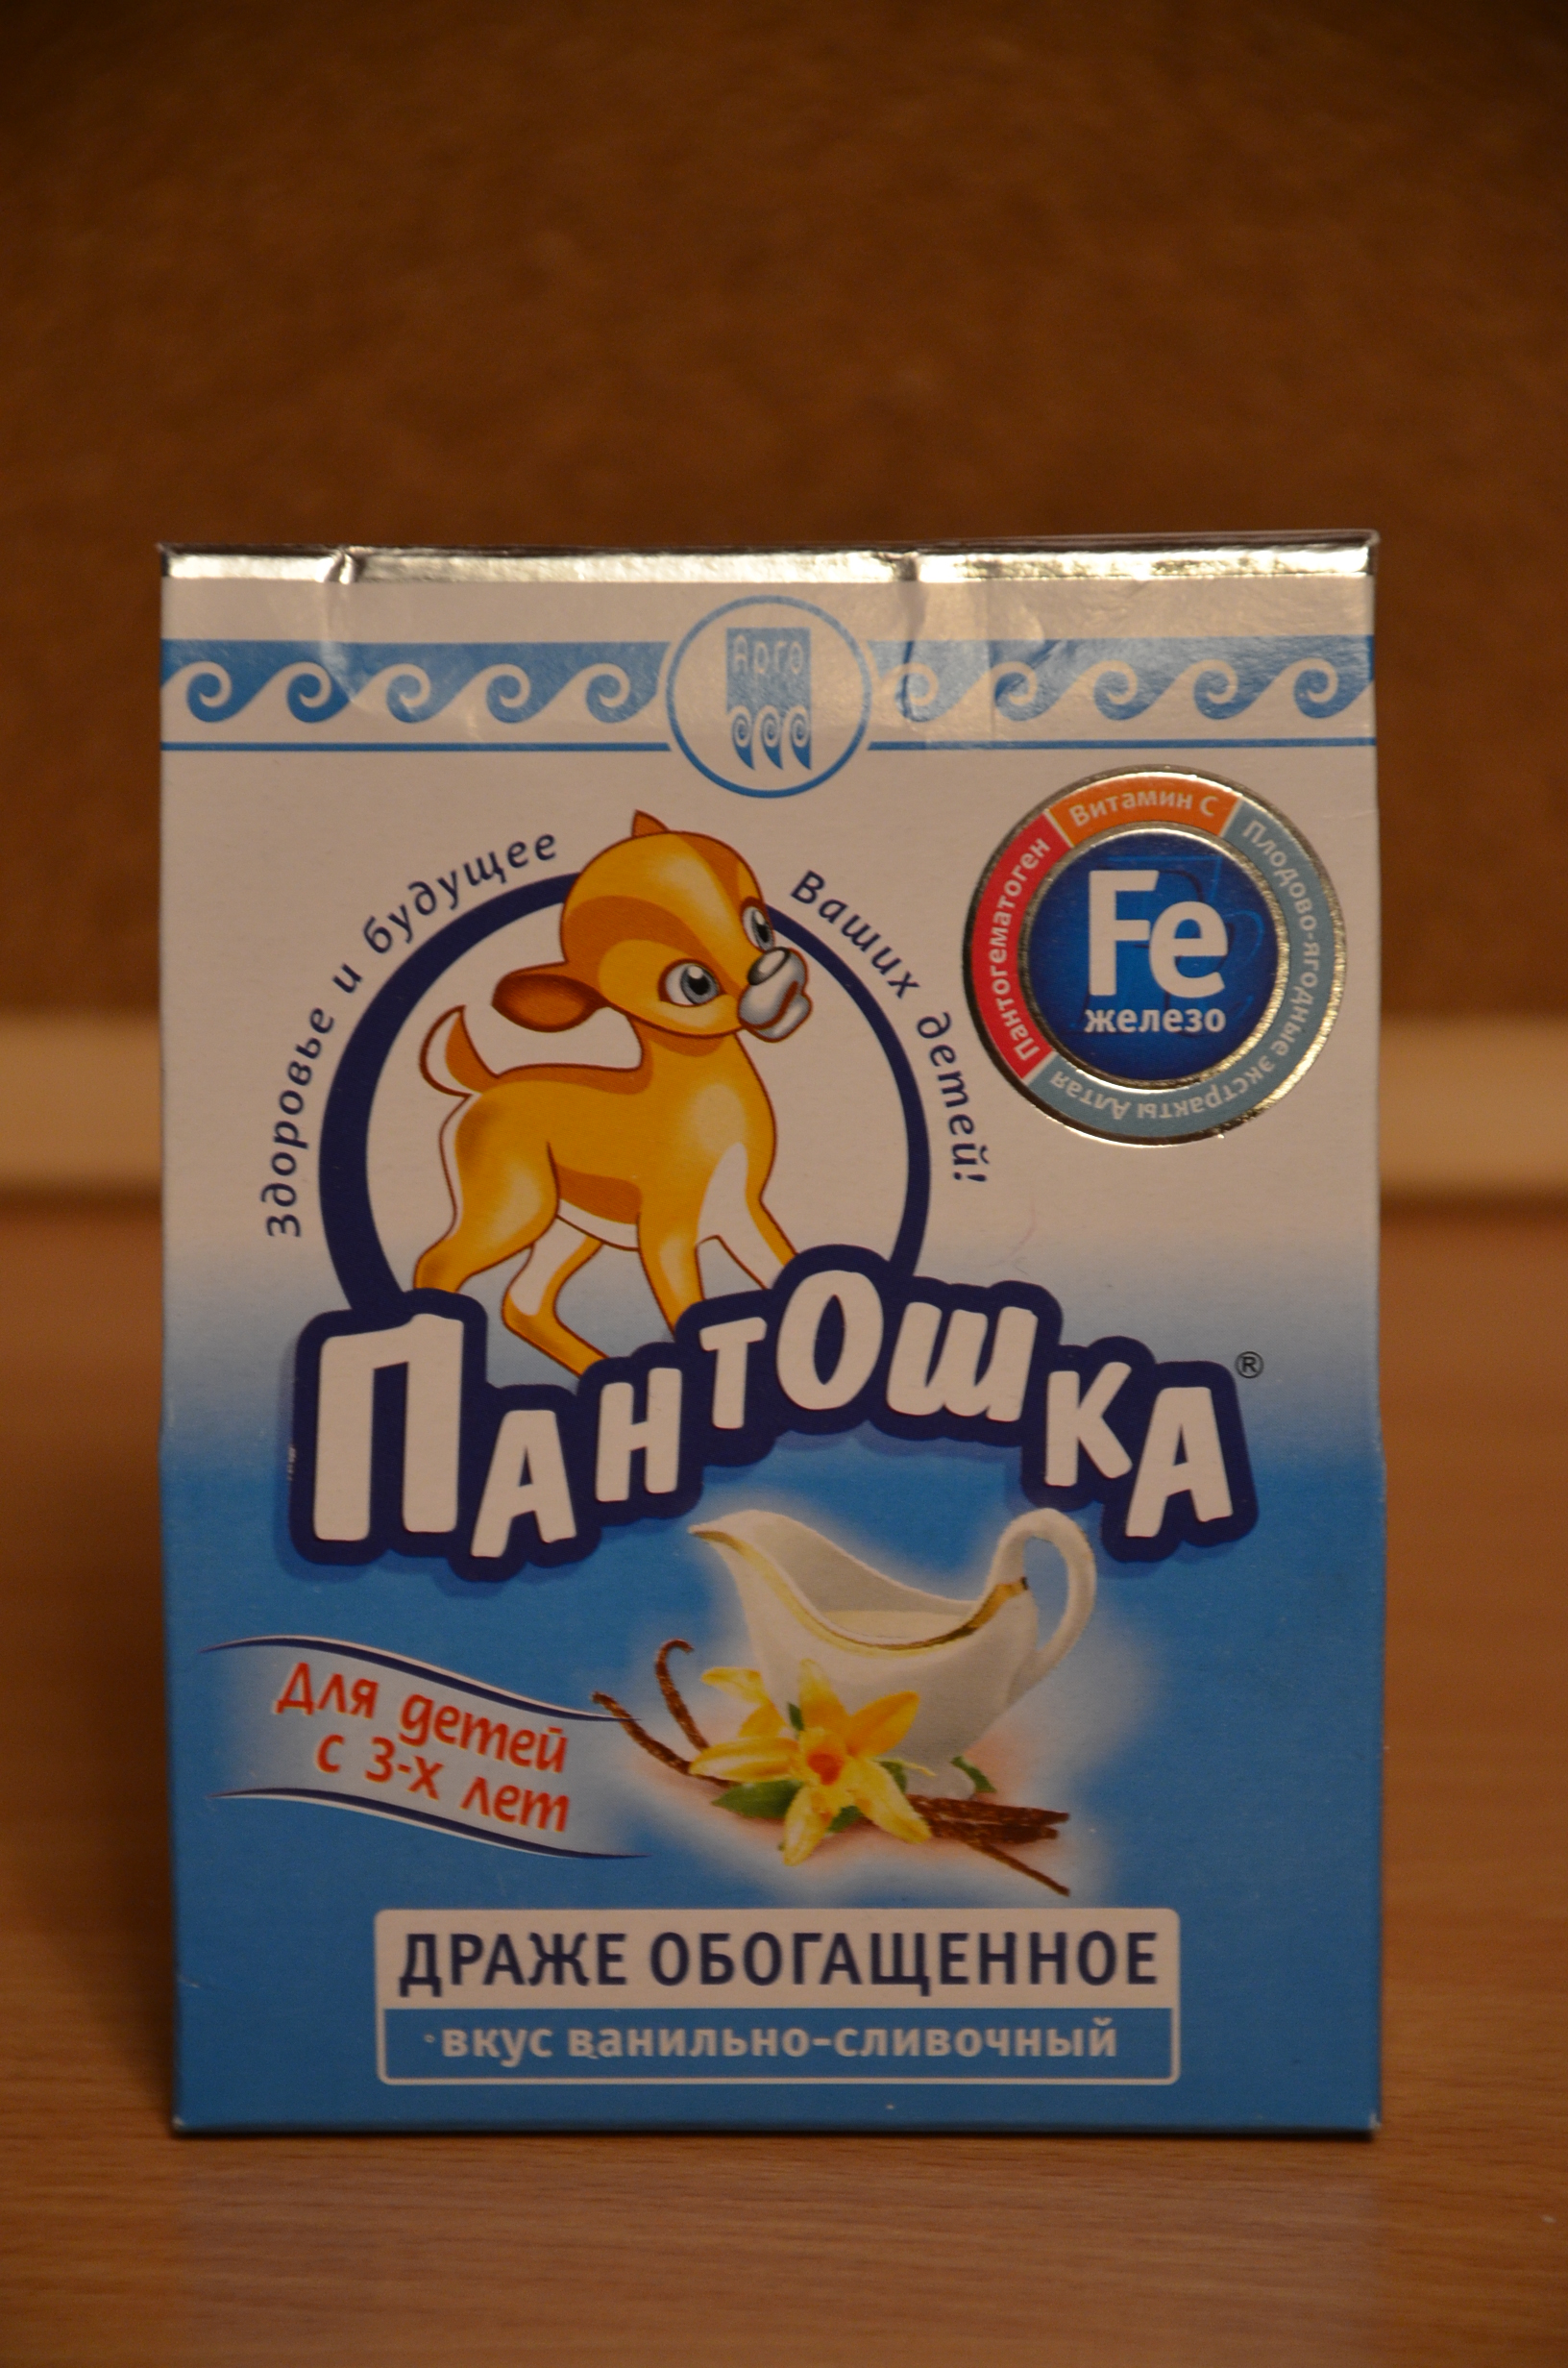 Арго
Здоровье и будущее Ваших детей!
Пантогематоген
Витамин С
Плодово-ягодные экстракты Алтая
Fe
железо
ПАНТОШКА®
Для детей
с 3-х лет
ДРАЖЕ ОБОГАЩЕННОЕ
вкус ванильно-сливочный